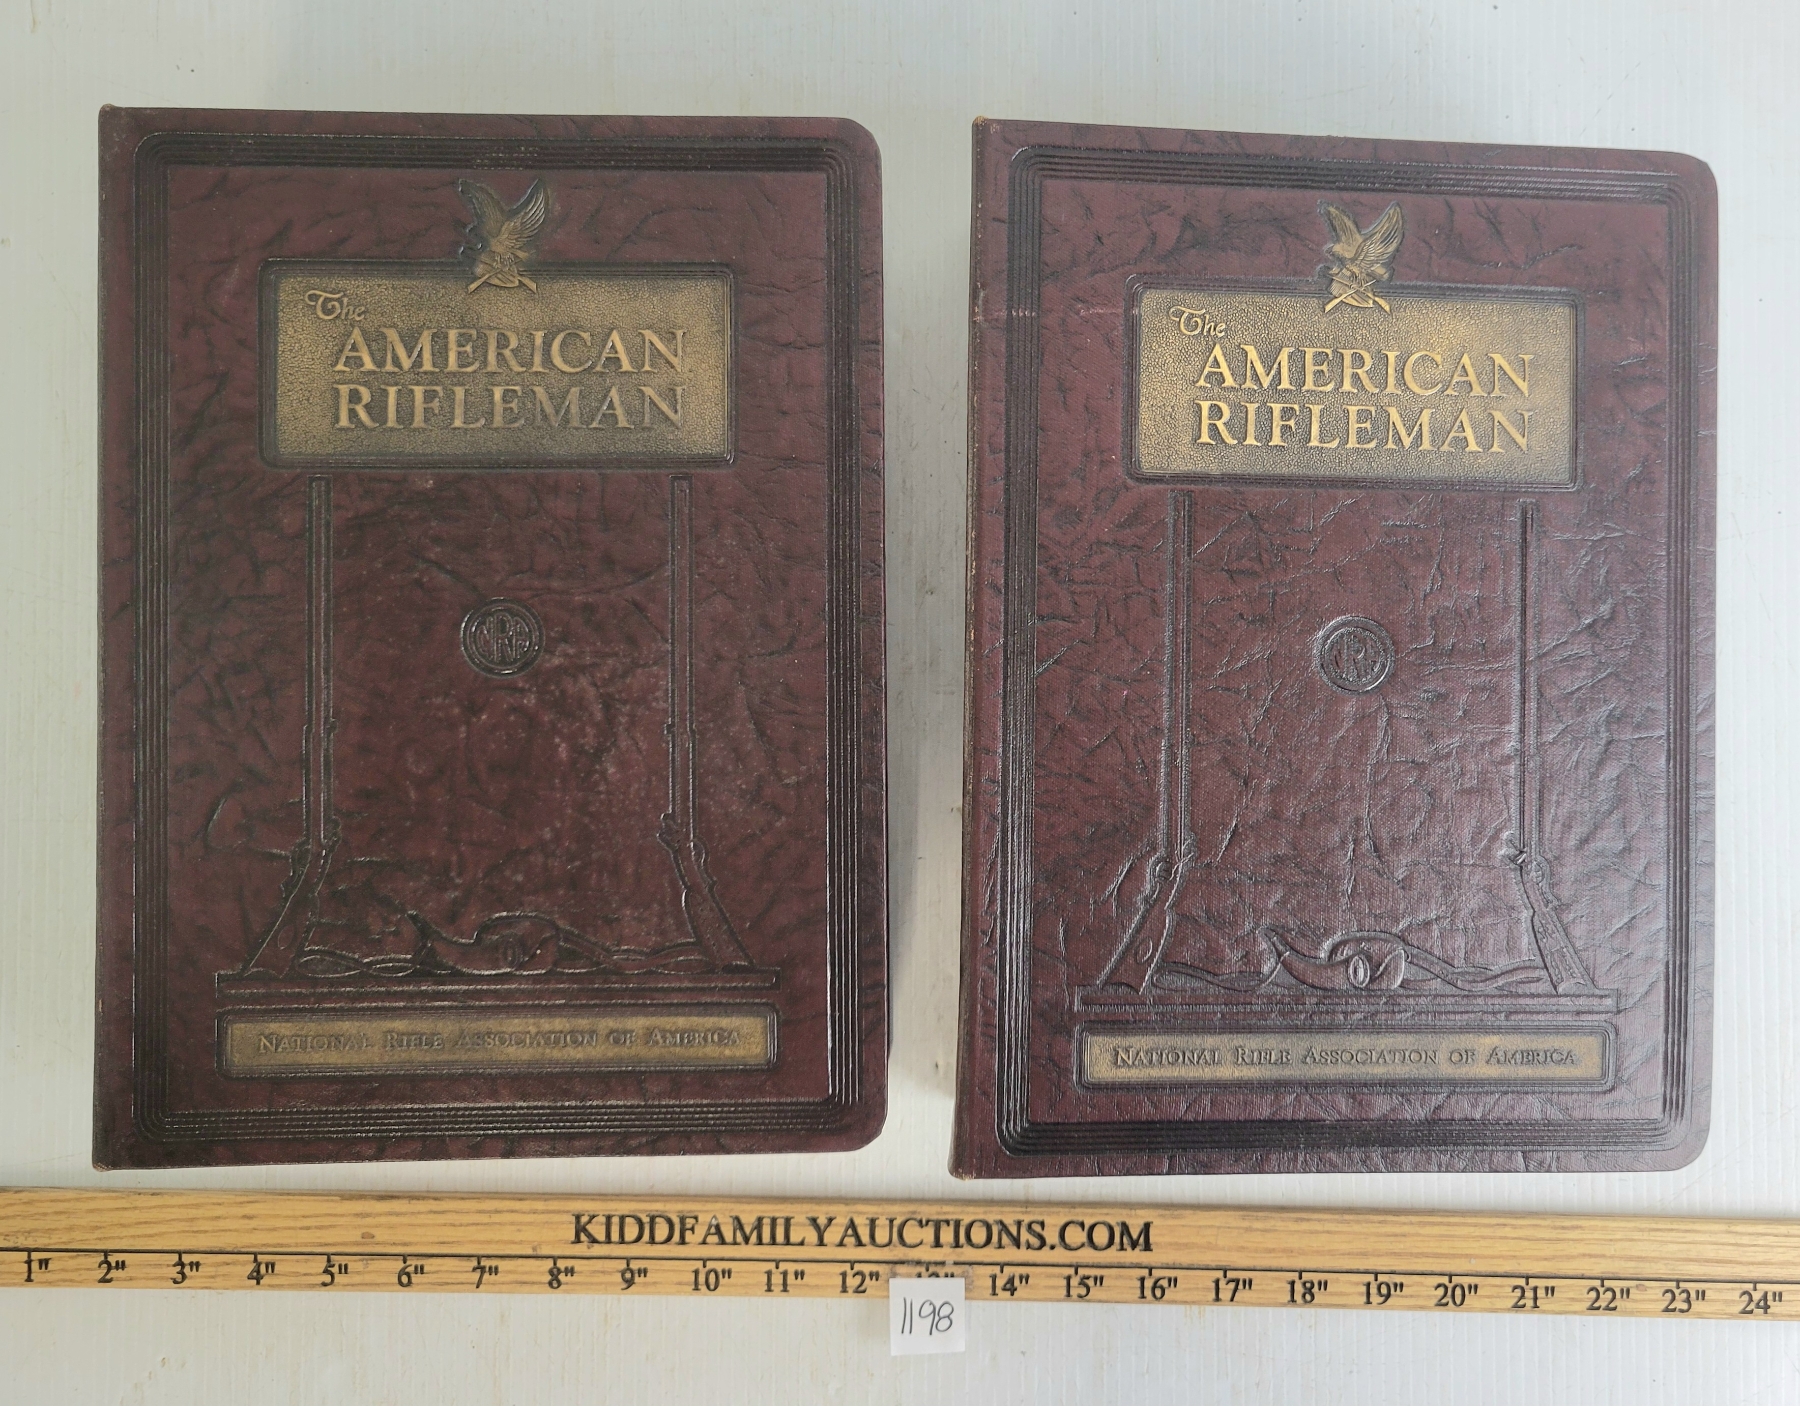 The
AMERICAN
RIFLEMAN
NRA
NATIONAL RIFLE ASSOCIATION OF AMERICA
The
AMERICAN
RIFLEMAN
NRA
NATIONAL RIFLE ASSOCIATION OF AMERICA
KIDDFAMILYAUCTIONS.COM
1" 2" 3" 4" 5" 6" 7" 8" 9" 10" 11" 12" 13" 14" 15" 16" 17" 18" 19" 20" 21" 22" 23" 24"
1198